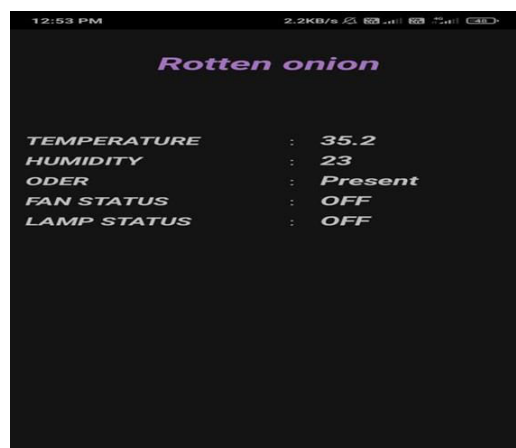 12:53 PM 2.2KB/s 48
Rotten onion
TEMPERATURE : 35.2
HUMIDITY : 23
ODER : Present
FAN STATUS : OFF
LAMP STATUS : OFF